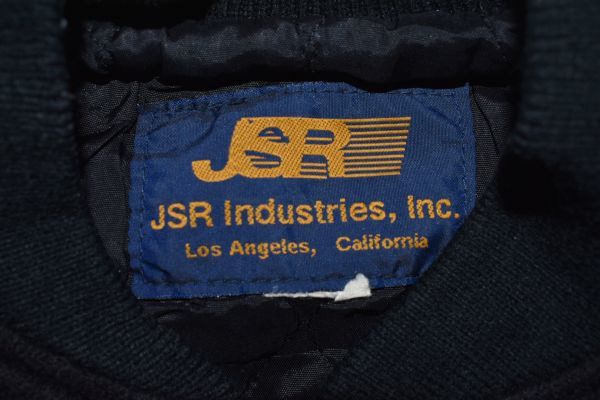 JSR
JSR Industries, Inc.
Los Angeles, California